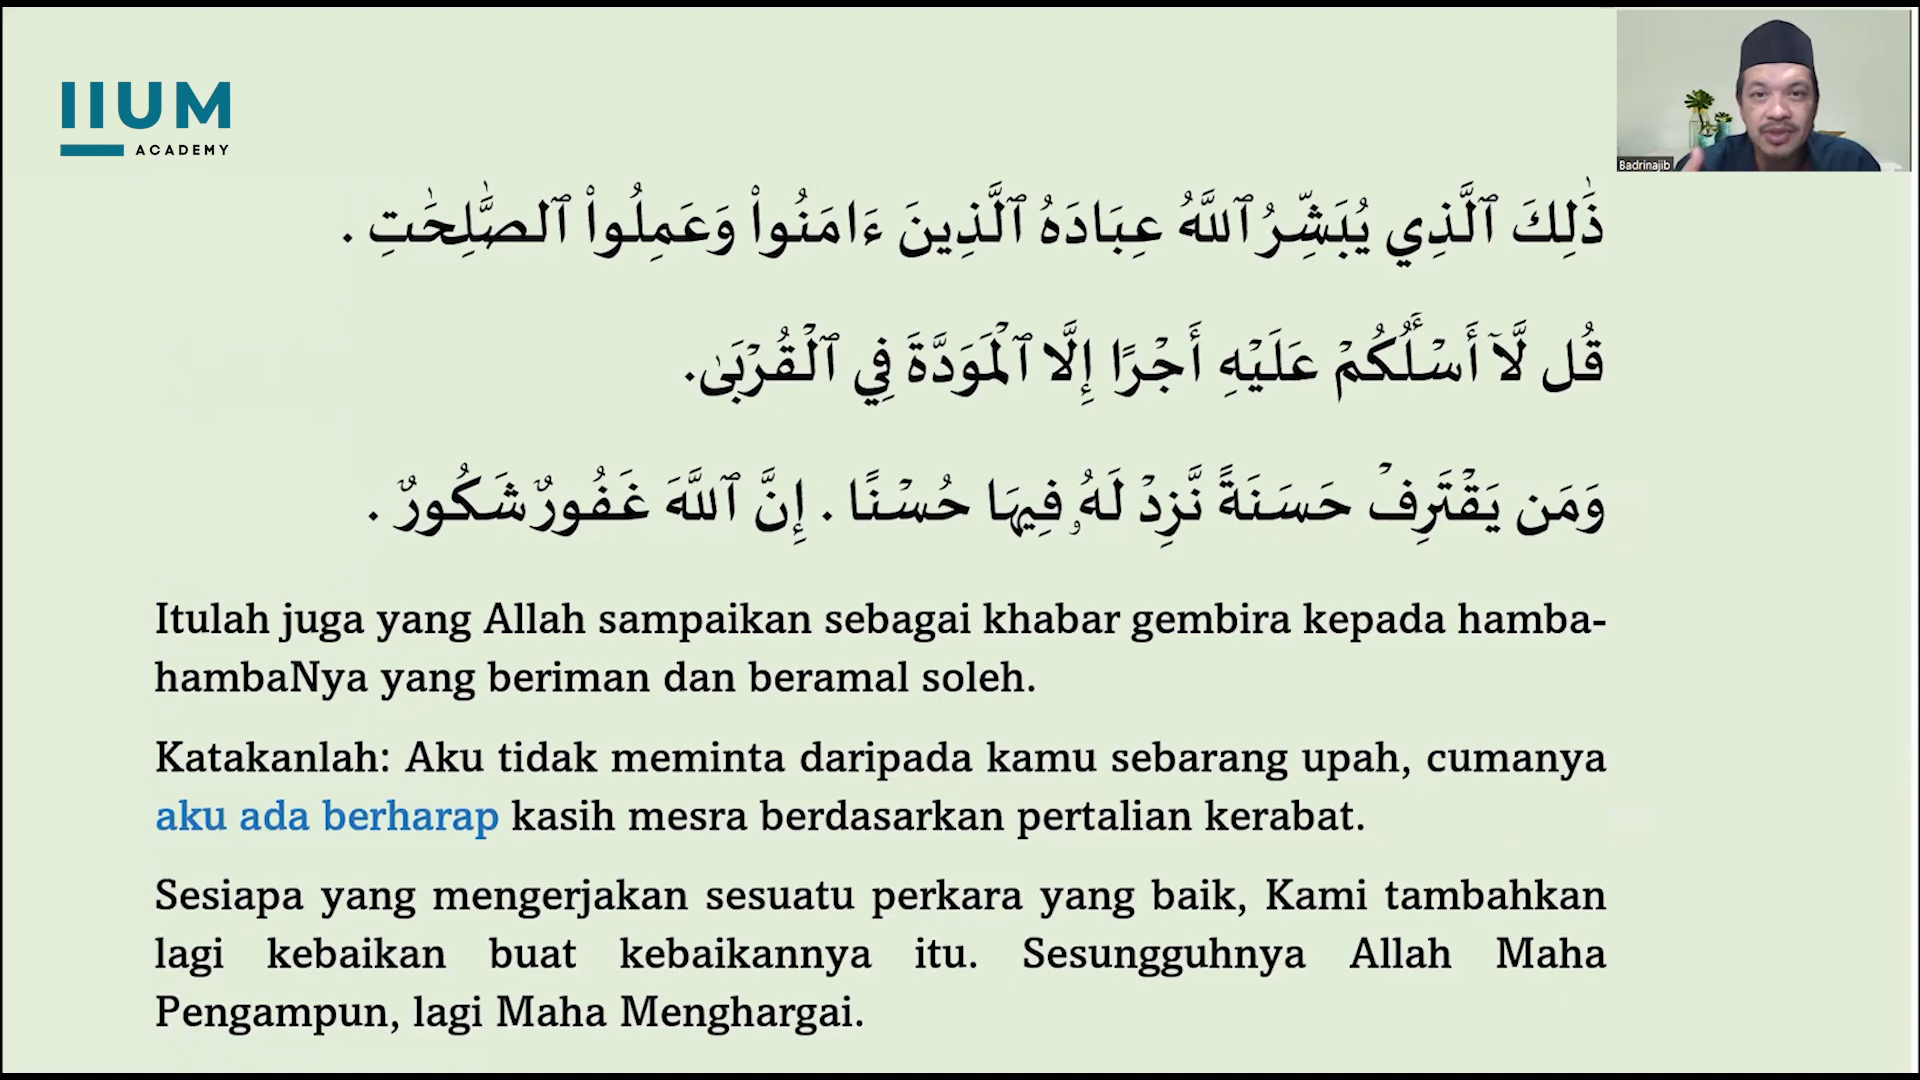 IIUM
ACADEMY
Badrinajib
ذَٰلِكَ ٱلَّذِي يُبَشِّرُ ٱللَّهُ عِبَادَهُ ٱلَّذِينَ ءَامَنُواْ وَعَمِلُواْ ٱلصَّٰلِحَٰتِ .
قُل لَّآ أَسْـَٔلُكُمْ عَلَيْهِ أَجْرًا إِلَّا ٱلْمَوَدَّةَ فِي ٱلْقُرْبَىٰ.
وَمَن يَقْتَرِفْ حَسَنَةً نَّزِدْ لَهُۥ فِيهَا حُسْنًا . إِنَّ ٱللَّهَ غَفُورٌ شَكُورٌ .
Itulah juga yang Allah sampaikan sebagai khabar gembira kepada hamba-
hambaNya yang beriman dan beramal soleh.
Katakanlah: Aku tidak meminta daripada kamu sebarang upah, cumanya
aku ada berharap kasih mesra berdasarkan pertalian kerabat.
Sesiapa yang mengerjakan sesuatu perkara yang baik, Kami tambahkan
lagi kebaikan buat kebaikannya itu. Sesungguhnya Allah Maha
Pengampun, lagi Maha Menghargai.